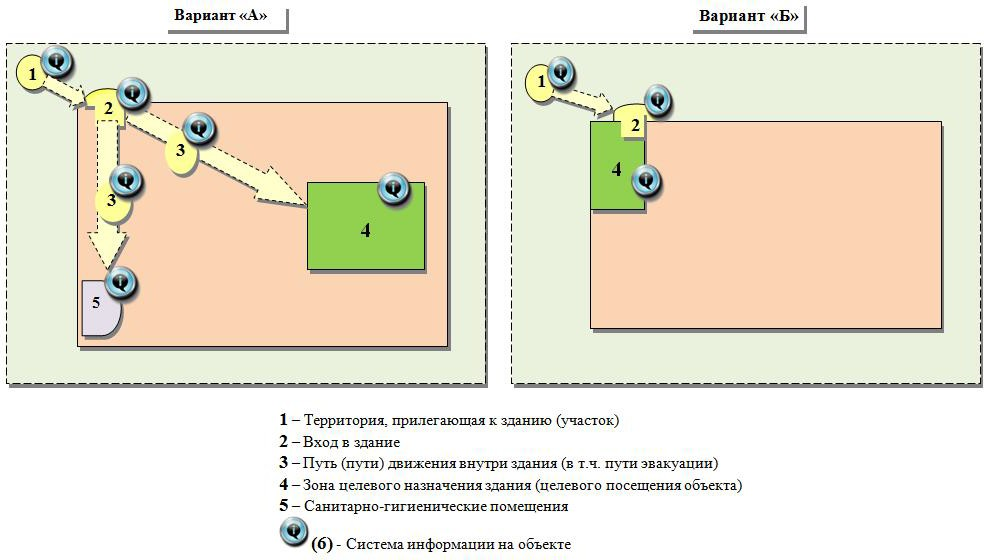 Вариант «А»
Вариант «Б»
1
2
3
3
4
5
1
2
4
1 – Территория, прилегающая к зданию (участок)
2 – Вход в здание
3 – Путь (пути) движения внутри здания (в т.ч. пути эвакуации)
4 – Зона целевого назначения здания (целевого посещения объекта)
5 – Санитарно-гигиенические помещения
(6) - Система информации на объекте